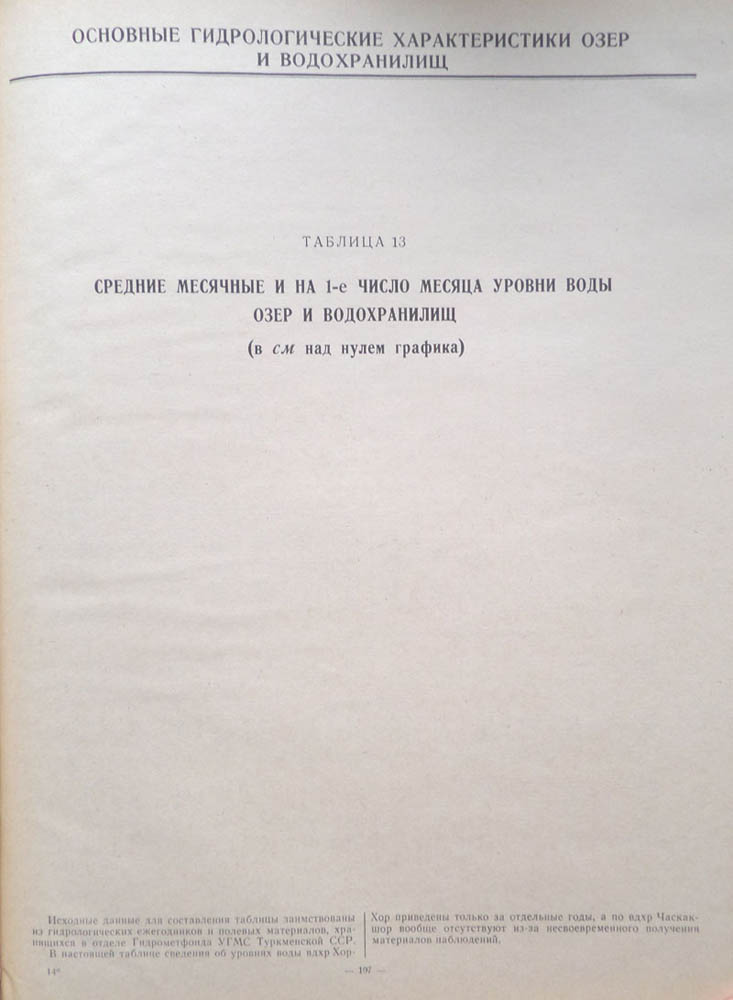 ОСНОВНЫЕ ГИДРОЛОГИЧЕСКИЕ ХАРАКТЕРИСТИКИ ОЗЕР
И ВОДОХРАНИЛИЩ
ТАБЛИЦА 13
СРЕДНИЕ МЕСЯЧНЫЕ И НА 1-е ЧИСЛО МЕСЯЦА УРОВНИ ВОДЫ
ОЗЕР И ВОДОХРАНИЛИЩ
(в см над нулем графика)
Исходные данные для составления таблицы заимствованы
из гидрологических ежегодников и полевых материалов, хра-
нящихся в отделе Гидрометфонда УГМС Туркменской ССР.
В настоящей таблице сведения об уровнях воды вдхр Хор-
Хор приведены только за отдельные годы, а по вдхр Часкак-
шор вообще отсутствуют из-за несвоевременного получения
материалов наблюдений.
14*
— 107 —